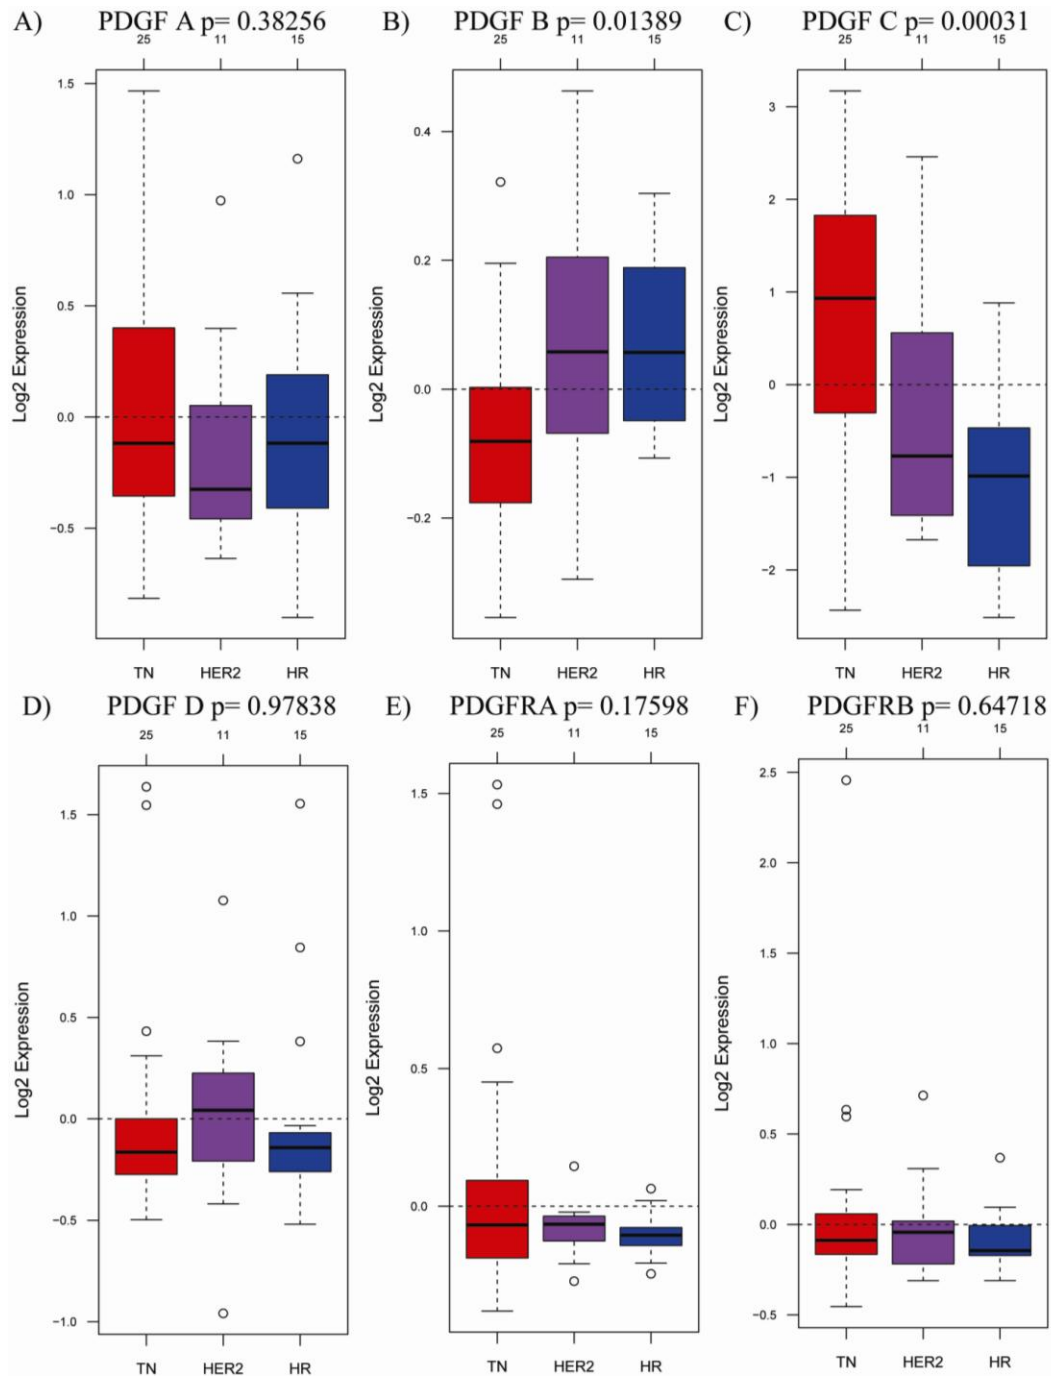 A) PDGF A p= 0.38256
25 11 15
1.5
1.0
0.5
0.0
−0.5
Log2 Expression
TN HER2 HR
B) PDGF B p= 0.01389
25 11 15
0.4
0.2
0.0
−0.2
Log2 Expression
TN HER2 HR
C) PDGF C p= 0.00031
25 11 15
3
2
1
0
−1
−2
Log2 Expression
TN HER2 HR
D) PDGF D p= 0.97838
25 11 15
1.5
1.0
0.5
0.0
−0.5
−1.0
Log2 Expression
TN HER2 HR
E) PDGFRA p= 0.17598
25 11 15
1.5
1.0
0.5
0.0
Log2 Expression
TN HER2 HR
F) PDGFRB p= 0.64718
25 11 15
2.5
2.0
1.5
1.0
0.5
0.0
−0.5
Log2 Expression
TN HER2 HR